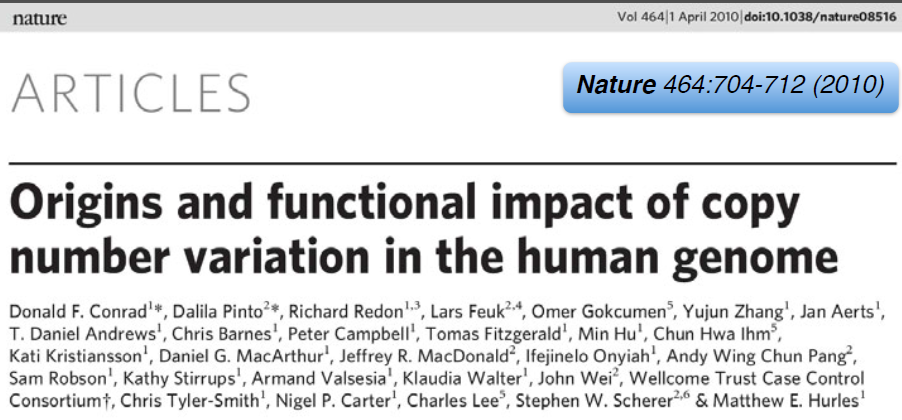 nature
Vol 464|1 April 2010|doi:10.1038/nature08516
ARTICLES
Nature 464:704-712 (2010)
Origins and functional impact of copy
number variation in the human genome
Donald F. Conrad¹*, Dalila Pinto²*, Richard Redon¹,³, Lars Feuk²,⁴, Omer Gokcumen⁵, Yujun Zhang¹, Jan Aerts¹,
T. Daniel Andrews¹, Chris Barnes¹, Peter Campbell¹, Tomas Fitzgerald¹, Min Hu¹, Chun Hwa Ihm⁵,
Kati Kristiansson¹, Daniel G. MacArthur¹, Jeffrey R. MacDonald², Ifejinelo Onyiah¹, Andy Wing Chun Pang²,
Sam Robson¹, Kathy Stirrups¹, Armand Valsesia¹, Klaudia Walter¹, John Wei², Wellcome Trust Case Control
Consortium†, Chris Tyler-Smith¹, Nigel P. Carter¹, Charles Lee⁵, Stephen W. Scherer²,⁶ & Matthew E. Hurles¹